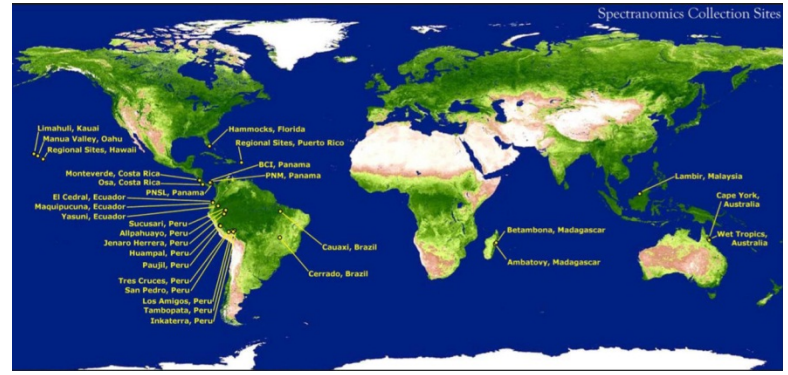 Spectranomics Collection Sites
Limahuli, Kauai
Manua Valley, Oahu
Regional Sites, Hawaii
Hammocks, Florida
Regional Sites, Puerto Rico
BCI, Panama
PNM, Panama
Monteverde, Costa Rica
Osa, Costa Rica
PNSL, Panama
El Cedral, Ecuador
Maquipucuna, Ecuador
Yasuni, Ecuador
Sucusari, Peru
Allpahuayo, Peru
Jenaro Herrera, Peru
Huampal, Peru
Paujil, Peru
Tres Cruces, Peru
San Pedro, Peru
Los Amigos, Peru
Tambopata, Peru
Inkaterra, Peru
Cauaxi, Brazil
Cerrado, Brazil
Betambona, Madagascar
Ambatovy, Madagascar
Lambir, Malaysia
Cape York,
Australia
Wet Tropics,
Australia